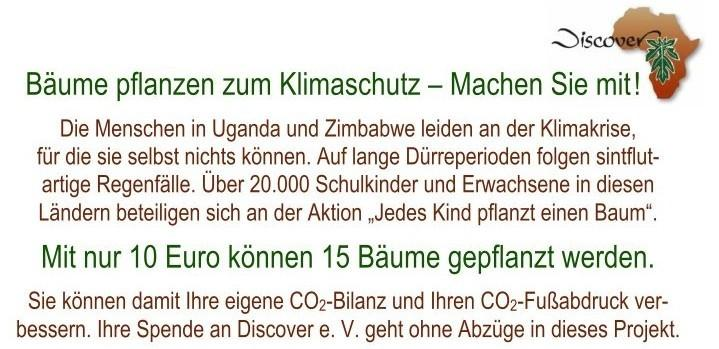 Discover
Bäume pflanzen zum Klimaschutz – Machen Sie mit!
Die Menschen in Uganda und Zimbabwe leiden an der Klimakrise,
für die sie selbst nichts können. Auf lange Dürreperioden folgen sintflut-
artige Regenfälle. Über 20.000 Schulkinder und Erwachsene in diesen
Ländern beteiligen sich an der Aktion „Jedes Kind pflanzt einen Baum“.
Mit nur 10 Euro können 15 Bäume gepflanzt werden.
Sie können damit Ihre eigene CO₂-Bilanz und Ihren CO₂-Fußabdruck ver-
bessern. Ihre Spende an Discover e. V. geht ohne Abzüge in dieses Projekt.